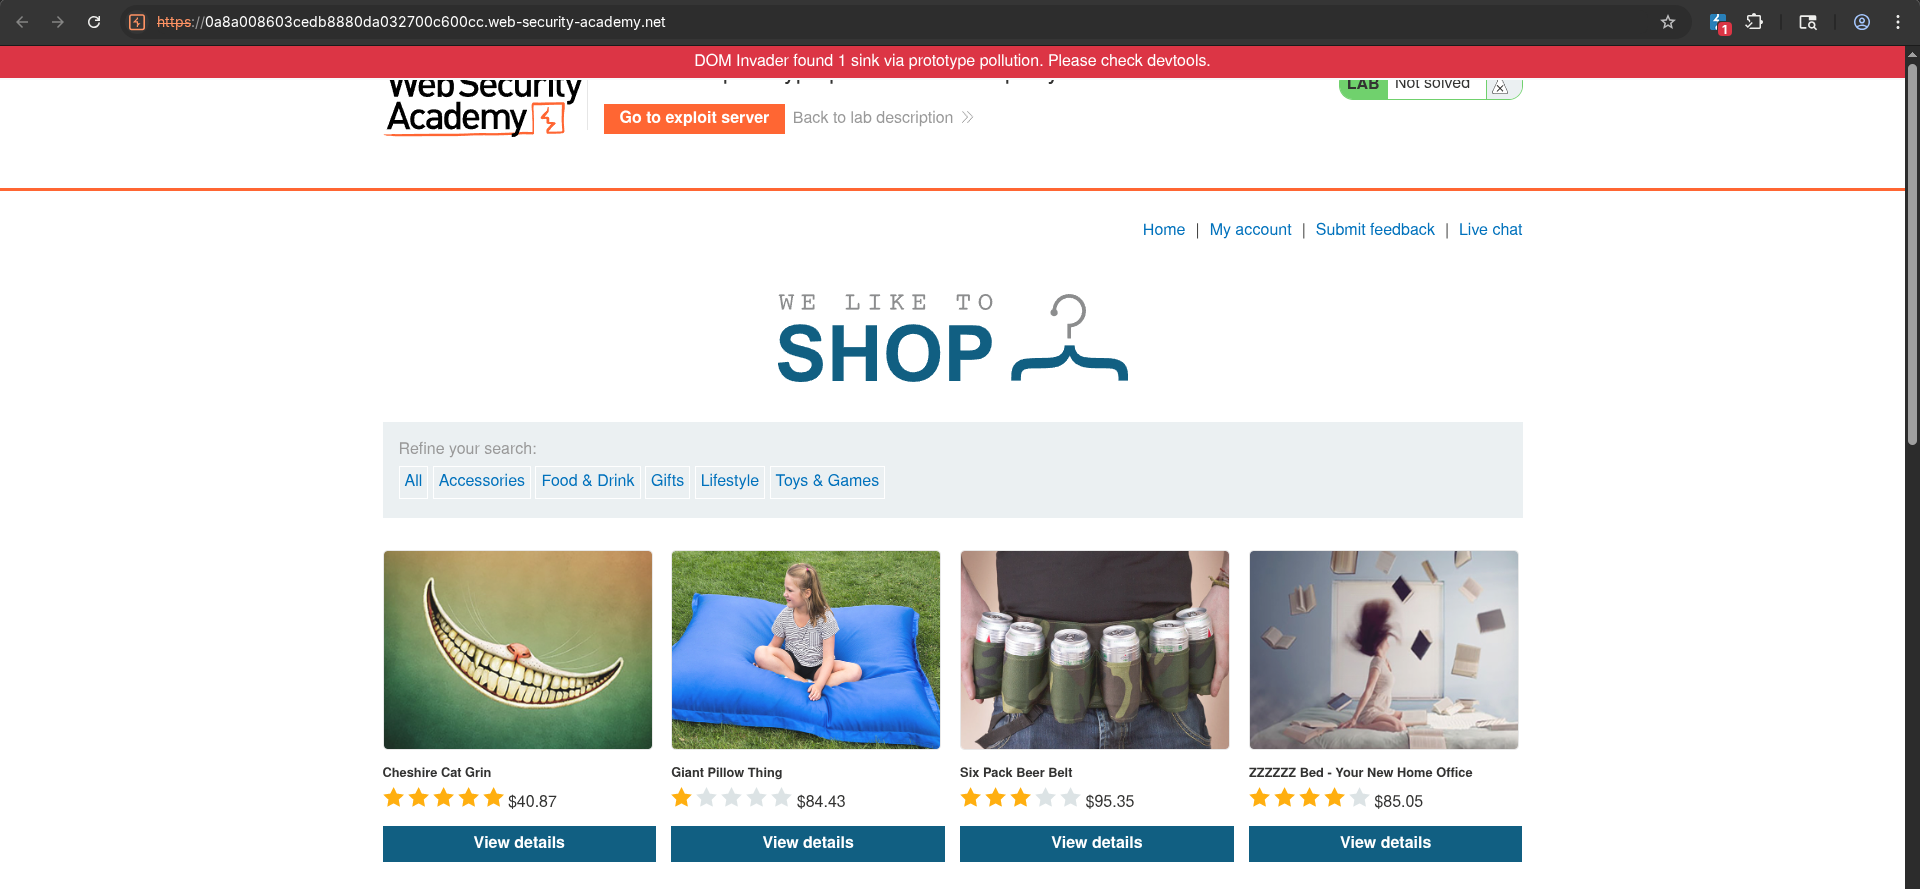 https://0a8a008603cedb8880da032700c600cc.web-security-academy.net
1
DOM Invader found 1 sink via prototype pollution. Please check devtools.
Web Security
Academy
LAB Not solved
Go to exploit server Back to lab description
Home | My account | Submit feedback | Live chat
WE LIKE TO
SHOP
Refine your search:
All Accessories Food & Drink Gifts Lifestyle Toys & Games
Cheshire Cat Grin Giant Pillow Thing Six Pack Beer Belt ZZZZZZ Bed - Your New Home Office
$40.87 $84.43 $95.35 $85.05
View details View details View details View details